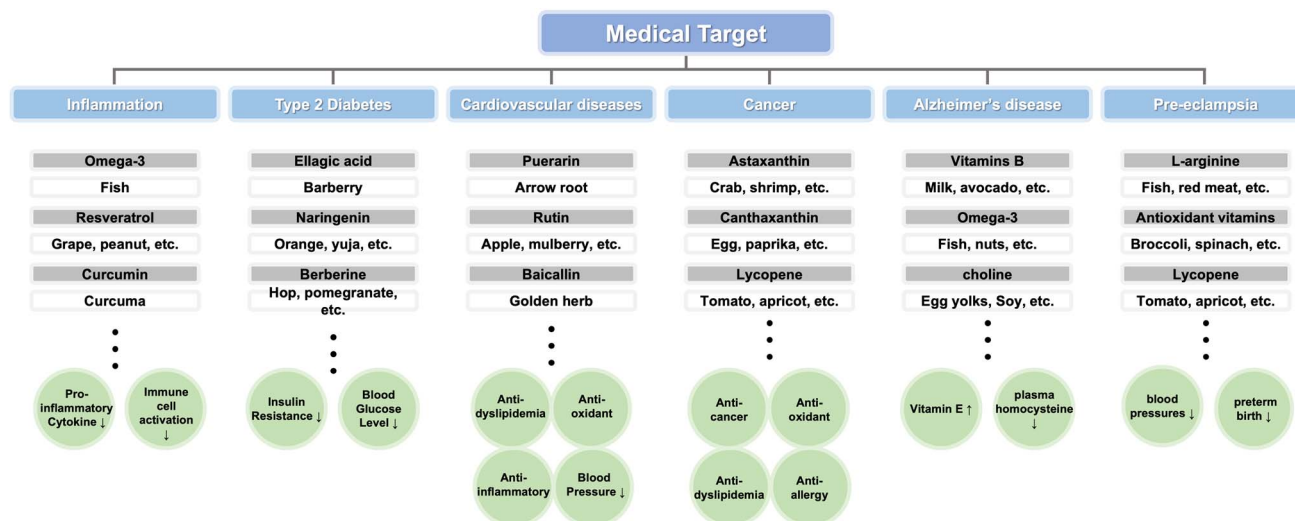 Medical Target
Inflammation
Type 2 Diabetes
Cardiovascular diseases
Cancer
Alzheimer's disease
Pre-eclampsia
Omega-3
Fish
Resveratrol
Grape, peanut, etc.
Curcumin
Curcuma
Pro-
inflammatory
Cytokine ↓
Immune
cell
activation
↓
Ellagic acid
Barberry
Naringenin
Orange, yuja, etc.
Berberine
Hop, pomegranate,
etc.
Insulin
Resistance ↓
Blood
Glucose
Level ↓
Puerarin
Arrow root
Rutin
Apple, mulberry, etc.
Baicallin
Golden herb
Anti-
dyslipidemia
Anti-
oxidant
Anti-
inflammatory
Blood
Pressure ↓
Astaxanthin
Crab, shrimp, etc.
Canthaxanthin
Egg, paprika, etc.
Lycopene
Tomato, apricot, etc.
Anti-
cancer
Anti-
oxidant
Anti-
dyslipidemia
Anti-
allergy
Vitamins B
Milk, avocado, etc.
Omega-3
Fish, nuts, etc.
choline
Egg yolks, Soy, etc.
Vitamin E ↑
plasma
homocysteine
↓
L-arginine
Fish, red meat, etc.
Antioxidant vitamins
Broccoli, spinach, etc.
Lycopene
Tomato, apricot, etc.
blood
pressures ↓
preterm
birth ↓